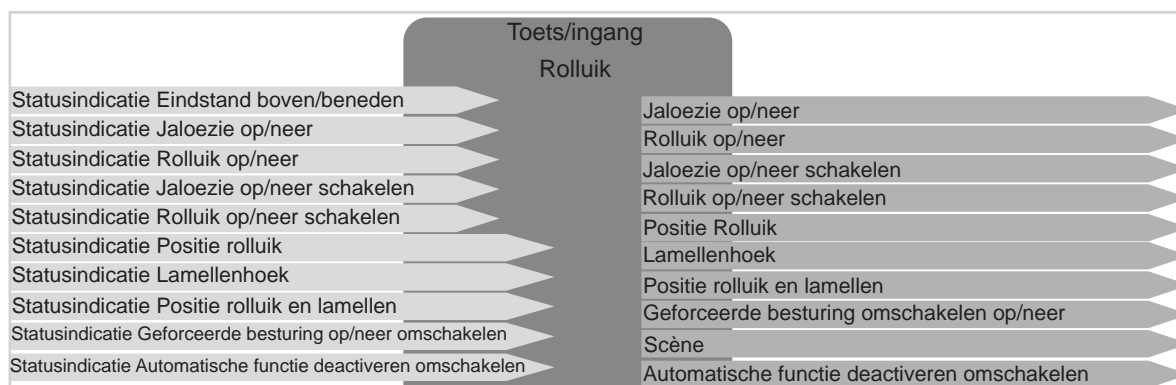 Toets/ingang
Rolluik
Statusindicatie Eindstand boven/beneden
Statusindicatie Jaloezie op/neer
Statusindicatie Rolluik op/neer
Statusindicatie Jaloezie op/neer schakelen
Statusindicatie Rolluik op/neer schakelen
Statusindicatie Positie rolluik
Statusindicatie Lamellenhoek
Statusindicatie Positie rolluik en lamellen
Statusindicatie Geforceerde besturing op/neer omschakelen
Statusindicatie Automatische functie deactiveren omschakelen
Jaloezie op/neer
Rolluik op/neer
Jaloezie op/neer schakelen
Rolluik op/neer schakelen
Positie Rolluik
Lamellenhoek
Positie rolluik en lamellen
Geforceerde besturing omschakelen op/neer
Scène
Automatische functie deactiveren omschakelen